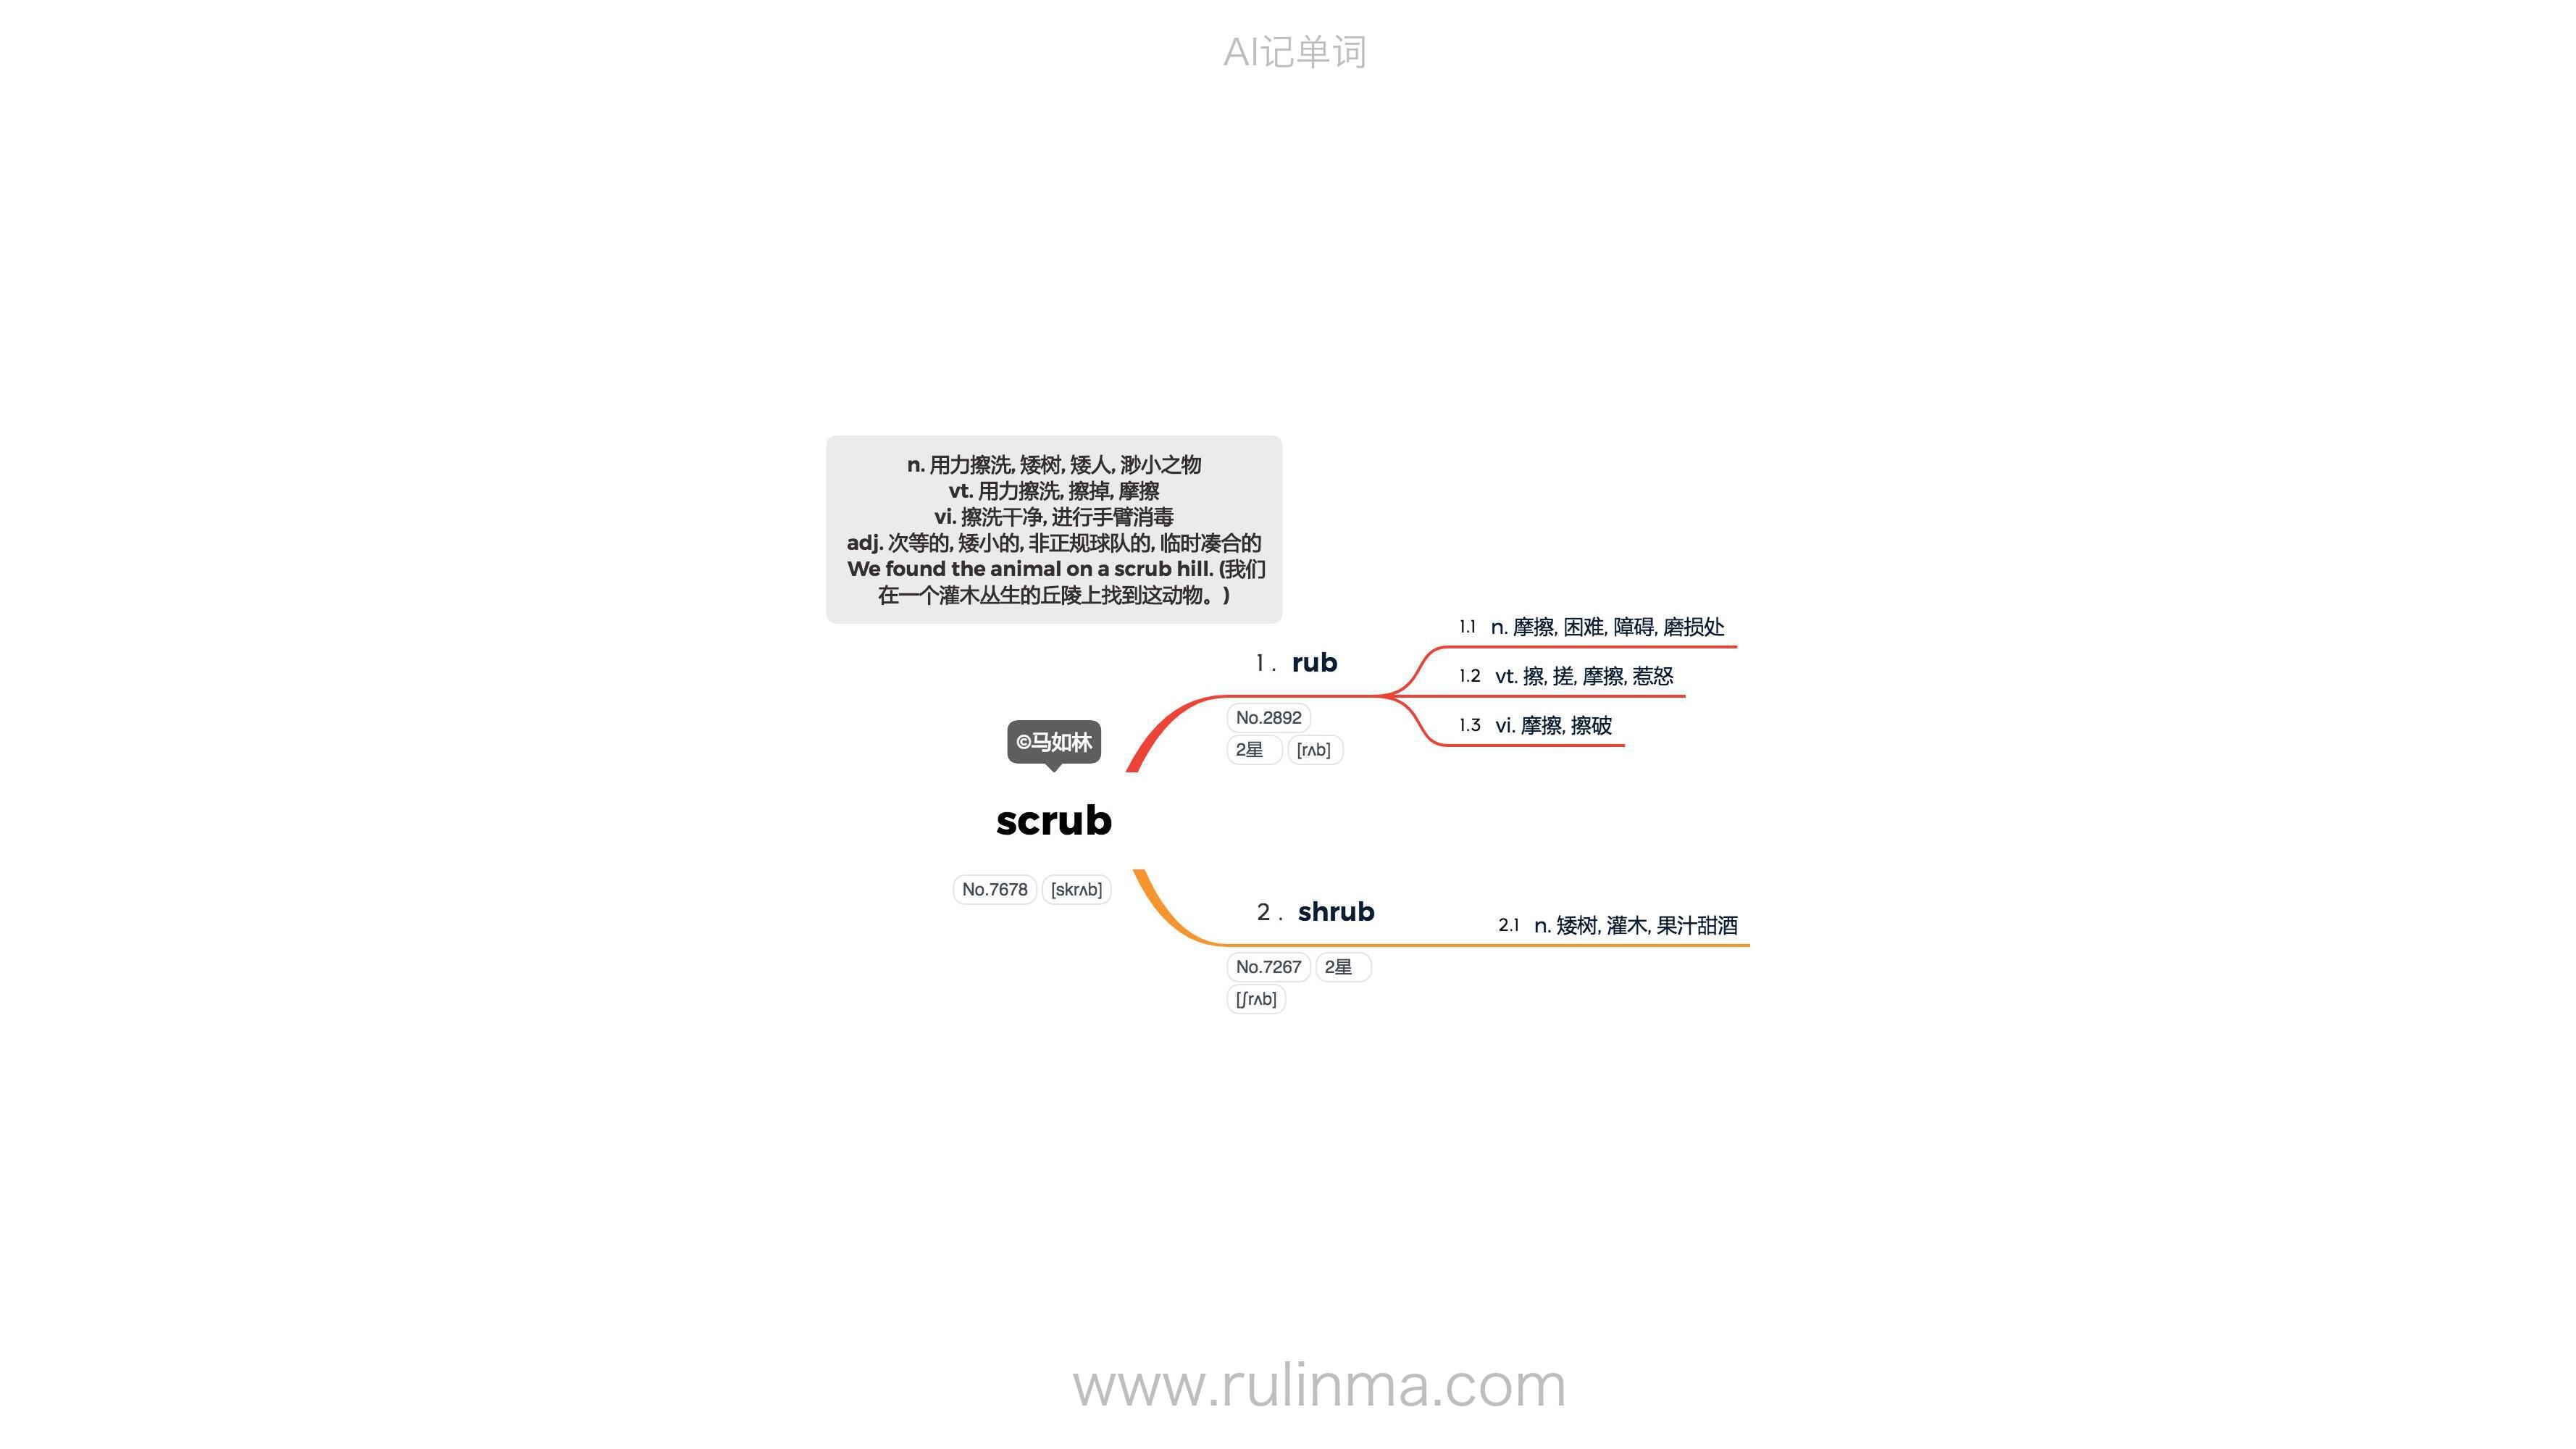 AI记单词
n. 用力擦洗, 矮树, 矮人, 渺小之物
vt. 用力擦洗, 擦掉, 摩擦
vi. 擦洗干净, 进行手臂消毒
adj. 次等的, 矮小的, 非正规球队的, 临时凑合的
We found the animal on a scrub hill. (我们
在一个灌木丛生的丘陵上找到这动物。)
©马如林
scrub
No.7678 [skrʌb]
1. rub
No.2892
2星 [rʌb]
1.1 n. 摩擦, 困难, 障碍, 磨损处
1.2 vt. 擦, 搓, 摩擦, 惹怒
1.3 vi. 摩擦, 擦破
2. shrub
No.7267 2星
[ʃrʌb]
2.1 n. 矮树, 灌木, 果汁甜酒
www.rulinma.com